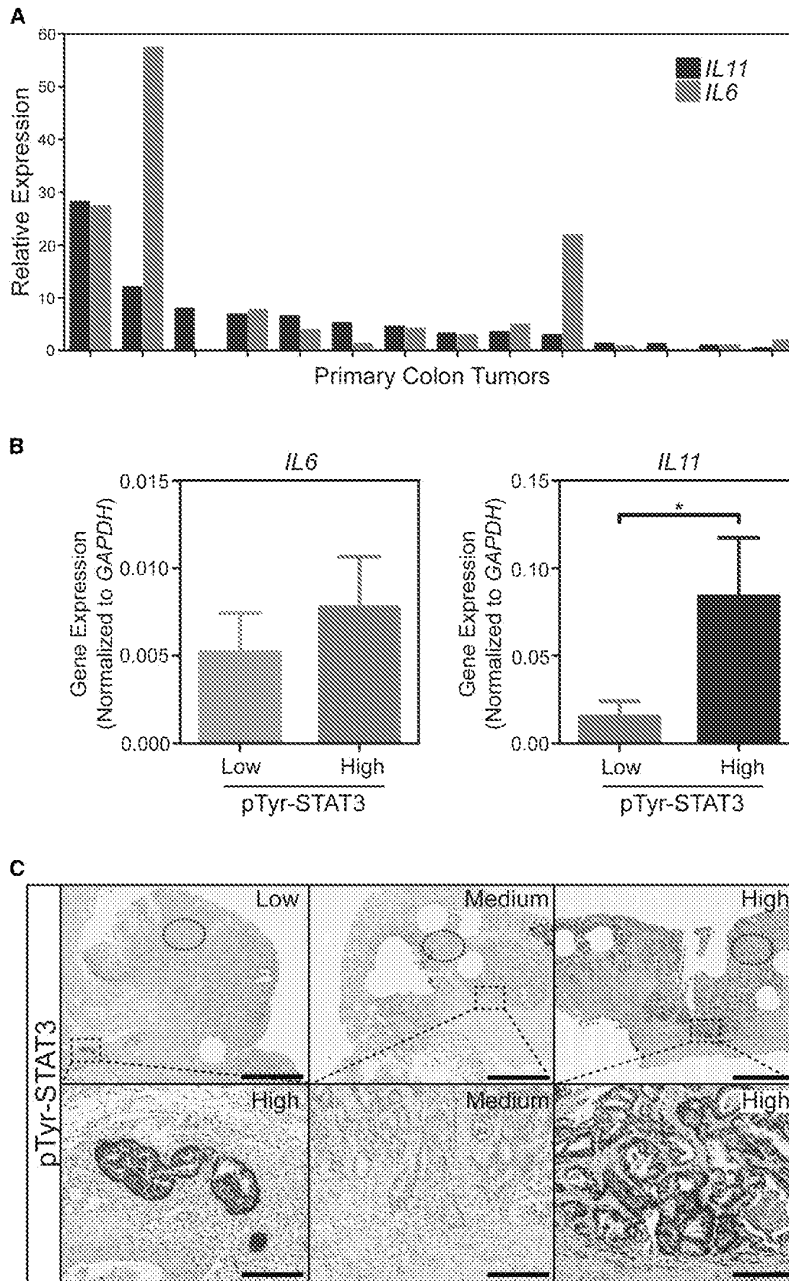 A
60
50
40
30
20
10
0
Relative Expression
IL11
IL6
Primary Colon Tumors
B
IL6
0.015
0.010
0.005
0.000
Gene Expression
(Normalized to GAPDH)
Low
High
pTyr-STAT3
IL11
0.15
0.10
0.05
0.00
Gene Expression
(Normalized to GAPDH)
*
Low
High
pTyr-STAT3
C
pTyr-STAT3
Low
Medium
High
High
Medium
High